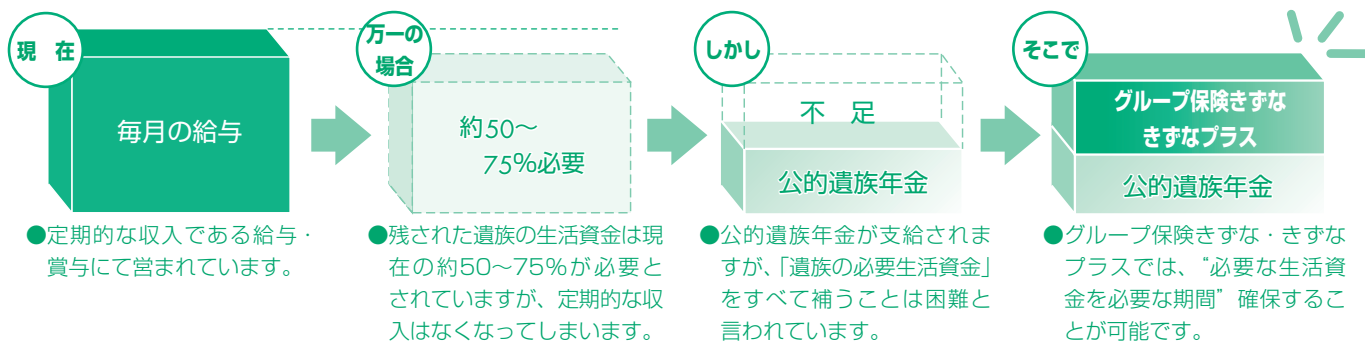 現 在
毎月の給与
●定期的な収入である給与・
賞与にて営まれています。
万一の
場合
約50〜
75%必要
●残された遺族の生活資金は現
在の約50〜75%が必要と
されていますが、定期的な収
入はなくなってしまいます。
しかし
不 足
公的遺族年金
●公的遺族年金が支給されま
すが、「遺族の必要生活資金」
をすべて補うことは困難と
言われています。
そこで
グループ保険きずな
きずなプラス
公的遺族年金
●グループ保険きずな・きずな
プラスでは、“必要な生活資
金を必要な期間”確保するこ
とが可能です。